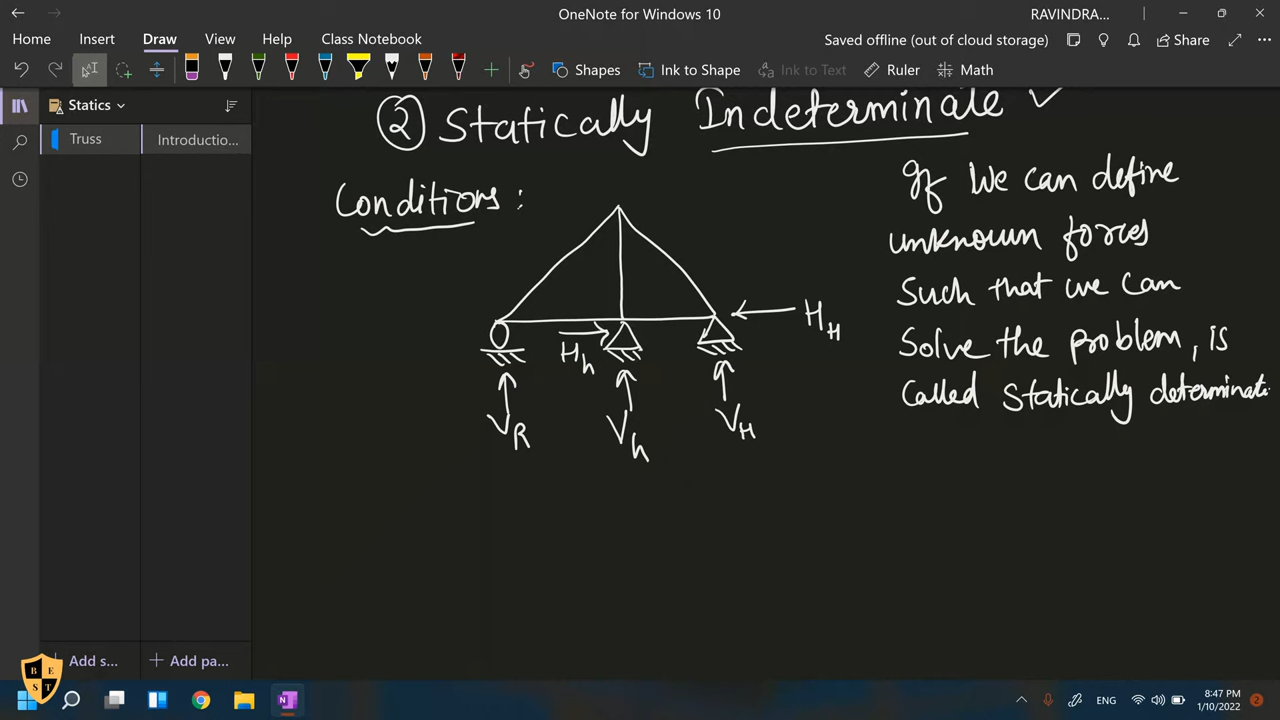 OneNote for Windows 10
RAVINDRA...
Home Insert Draw View Help Class Notebook
Saved offline (out of cloud storage)
Share
Shapes
Ink to Shape
Ink to Text
Ruler
Math
Statics
Truss
Introductio...
② Statically Indeterminate ✓
Conditions:
If We can define
unknown forces
Such that we can
Solve the problem, is
Called Statically determinate
H_H
H_h
V_R
V_h
V_H
Add s...
Add pa...
BEST
ENG
8:47 PM
1/10/2022
2